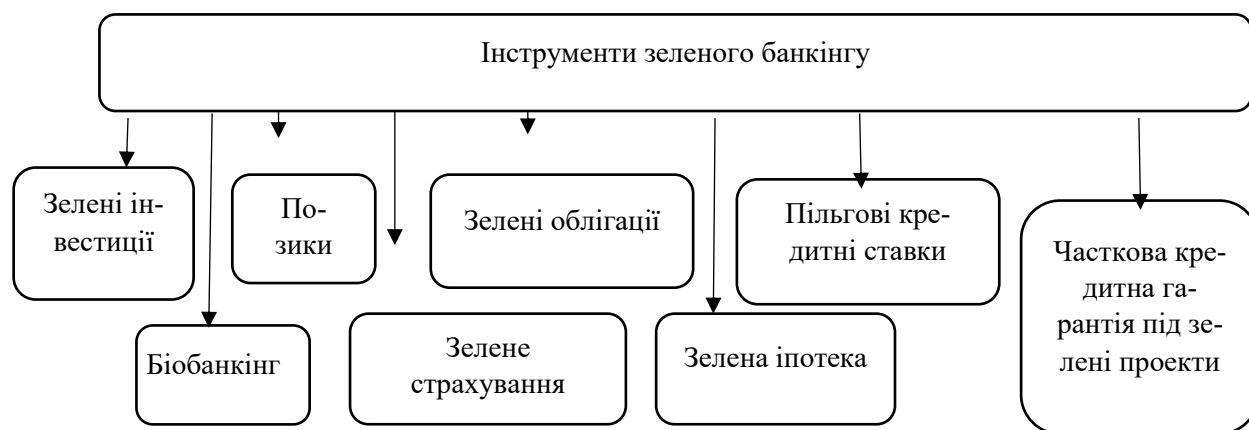 Інструменти зеленого банкінгу
Зелені ін-
вестиції
По-
зики
Зелені облігації
Пільгові кре-
дитні ставки
Часткова кре-
дитна га-
рантія під зе-
лені проекти
Біобанкінг
Зелене
страхування
Зелена іпотека